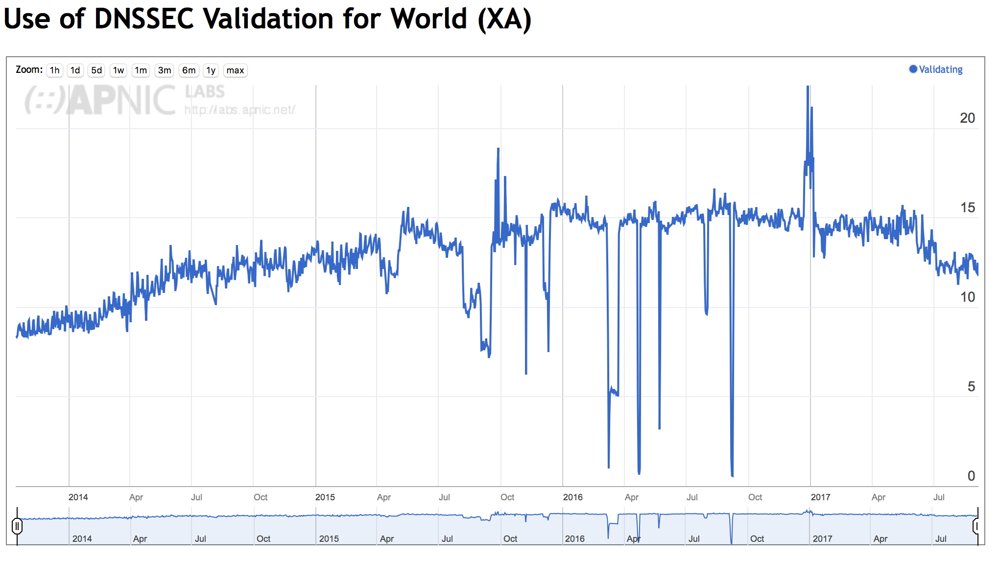 Use of DNSSEC Validation for World (XA)
Zoom: 1h 1d 5d 1w 1m 3m 6m 1y max
Validating
(::)APNIC LABS
http://labs.apnic.net/
20
15
10
5
0
2014 Apr Jul Oct 2015 Apr Jul Oct 2016 Apr Jul Oct 2017 Apr Jul
2014 Apr Jul Oct 2015 Apr Jul Oct 2016 Apr Jul Oct 2017 Apr Jul